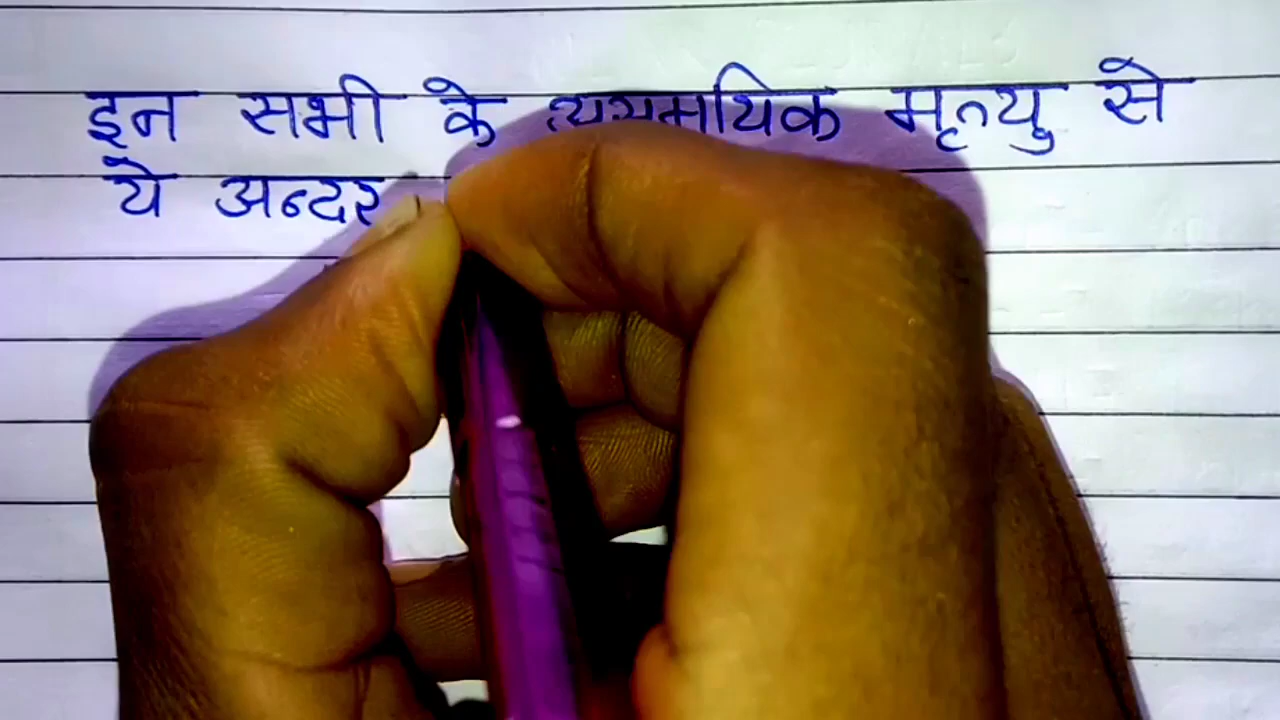 इन सभी के मृत्यु से
ये अन्दर